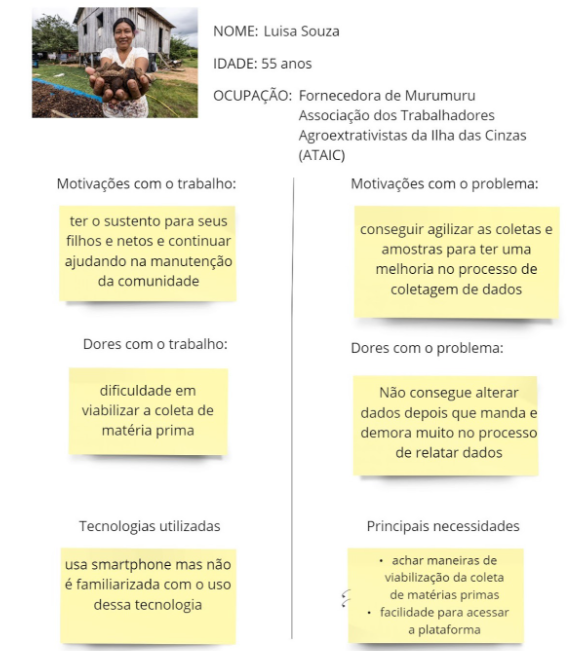 NOME: Luisa Souza
IDADE: 55 anos
OCUPAÇÃO: Fornecedora de Murumuru
Associação dos Trabalhadores
Agroextrativistas da Ilha das Cinzas
(ATAIC)
Motivações com o trabalho:
ter o sustento para seus
filhos e netos e continuar
ajudando na manutenção
da comunidade
Dores com o trabalho:
dificuldade em
viabilizar a coleta de
matéria prima
Tecnologias utilizadas
usa smartphone mas não
é familiarizada com o uso
dessa tecnologia
Motivações com o problema:
conseguir agilizar as coletas e
amostras para ter uma
melhoria no processo de
coletagem de dados
Dores com o problema:
Não consegue alterar
dados depois que manda e
demora muito no processo
de relatar dados
Principais necessidades
• achar maneiras de
viabilização da coleta
de matérias primas
• facilidade para acessar
a plataforma